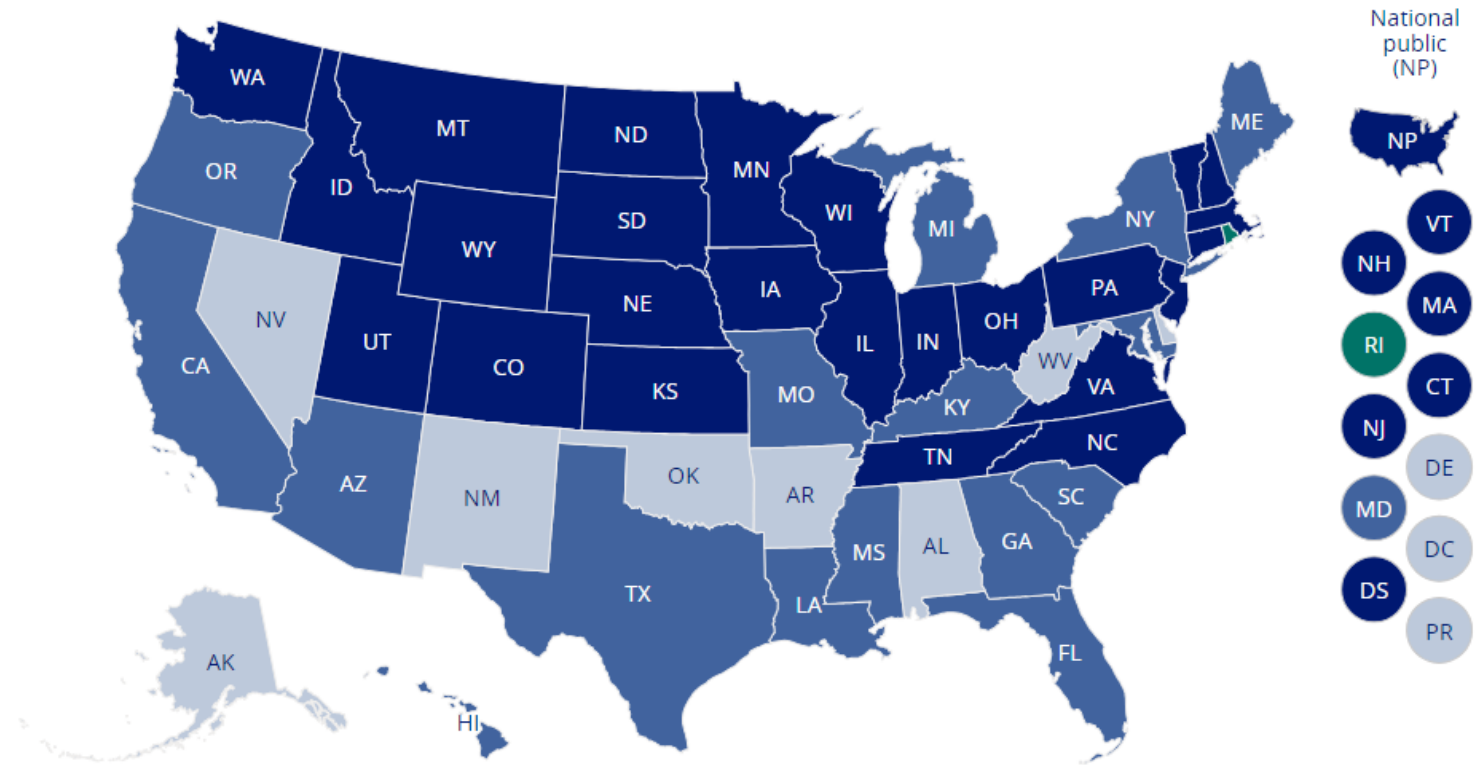 National
public
(NP)
WA
MT
ND
MN
ME
NP
OR
ID
SD
WI
MI
NY
VT
WY
NH
NE
IA
PA
MA
NV
UT
CO
IL
IN
OH
RI
CA
KS
MO
WV
VA
CT
KY
NJ
AZ
NM
OK
AR
TN
NC
DE
SC
MD
TX
MS
AL
GA
DC
LA
DS
AK
FL
PR
HI